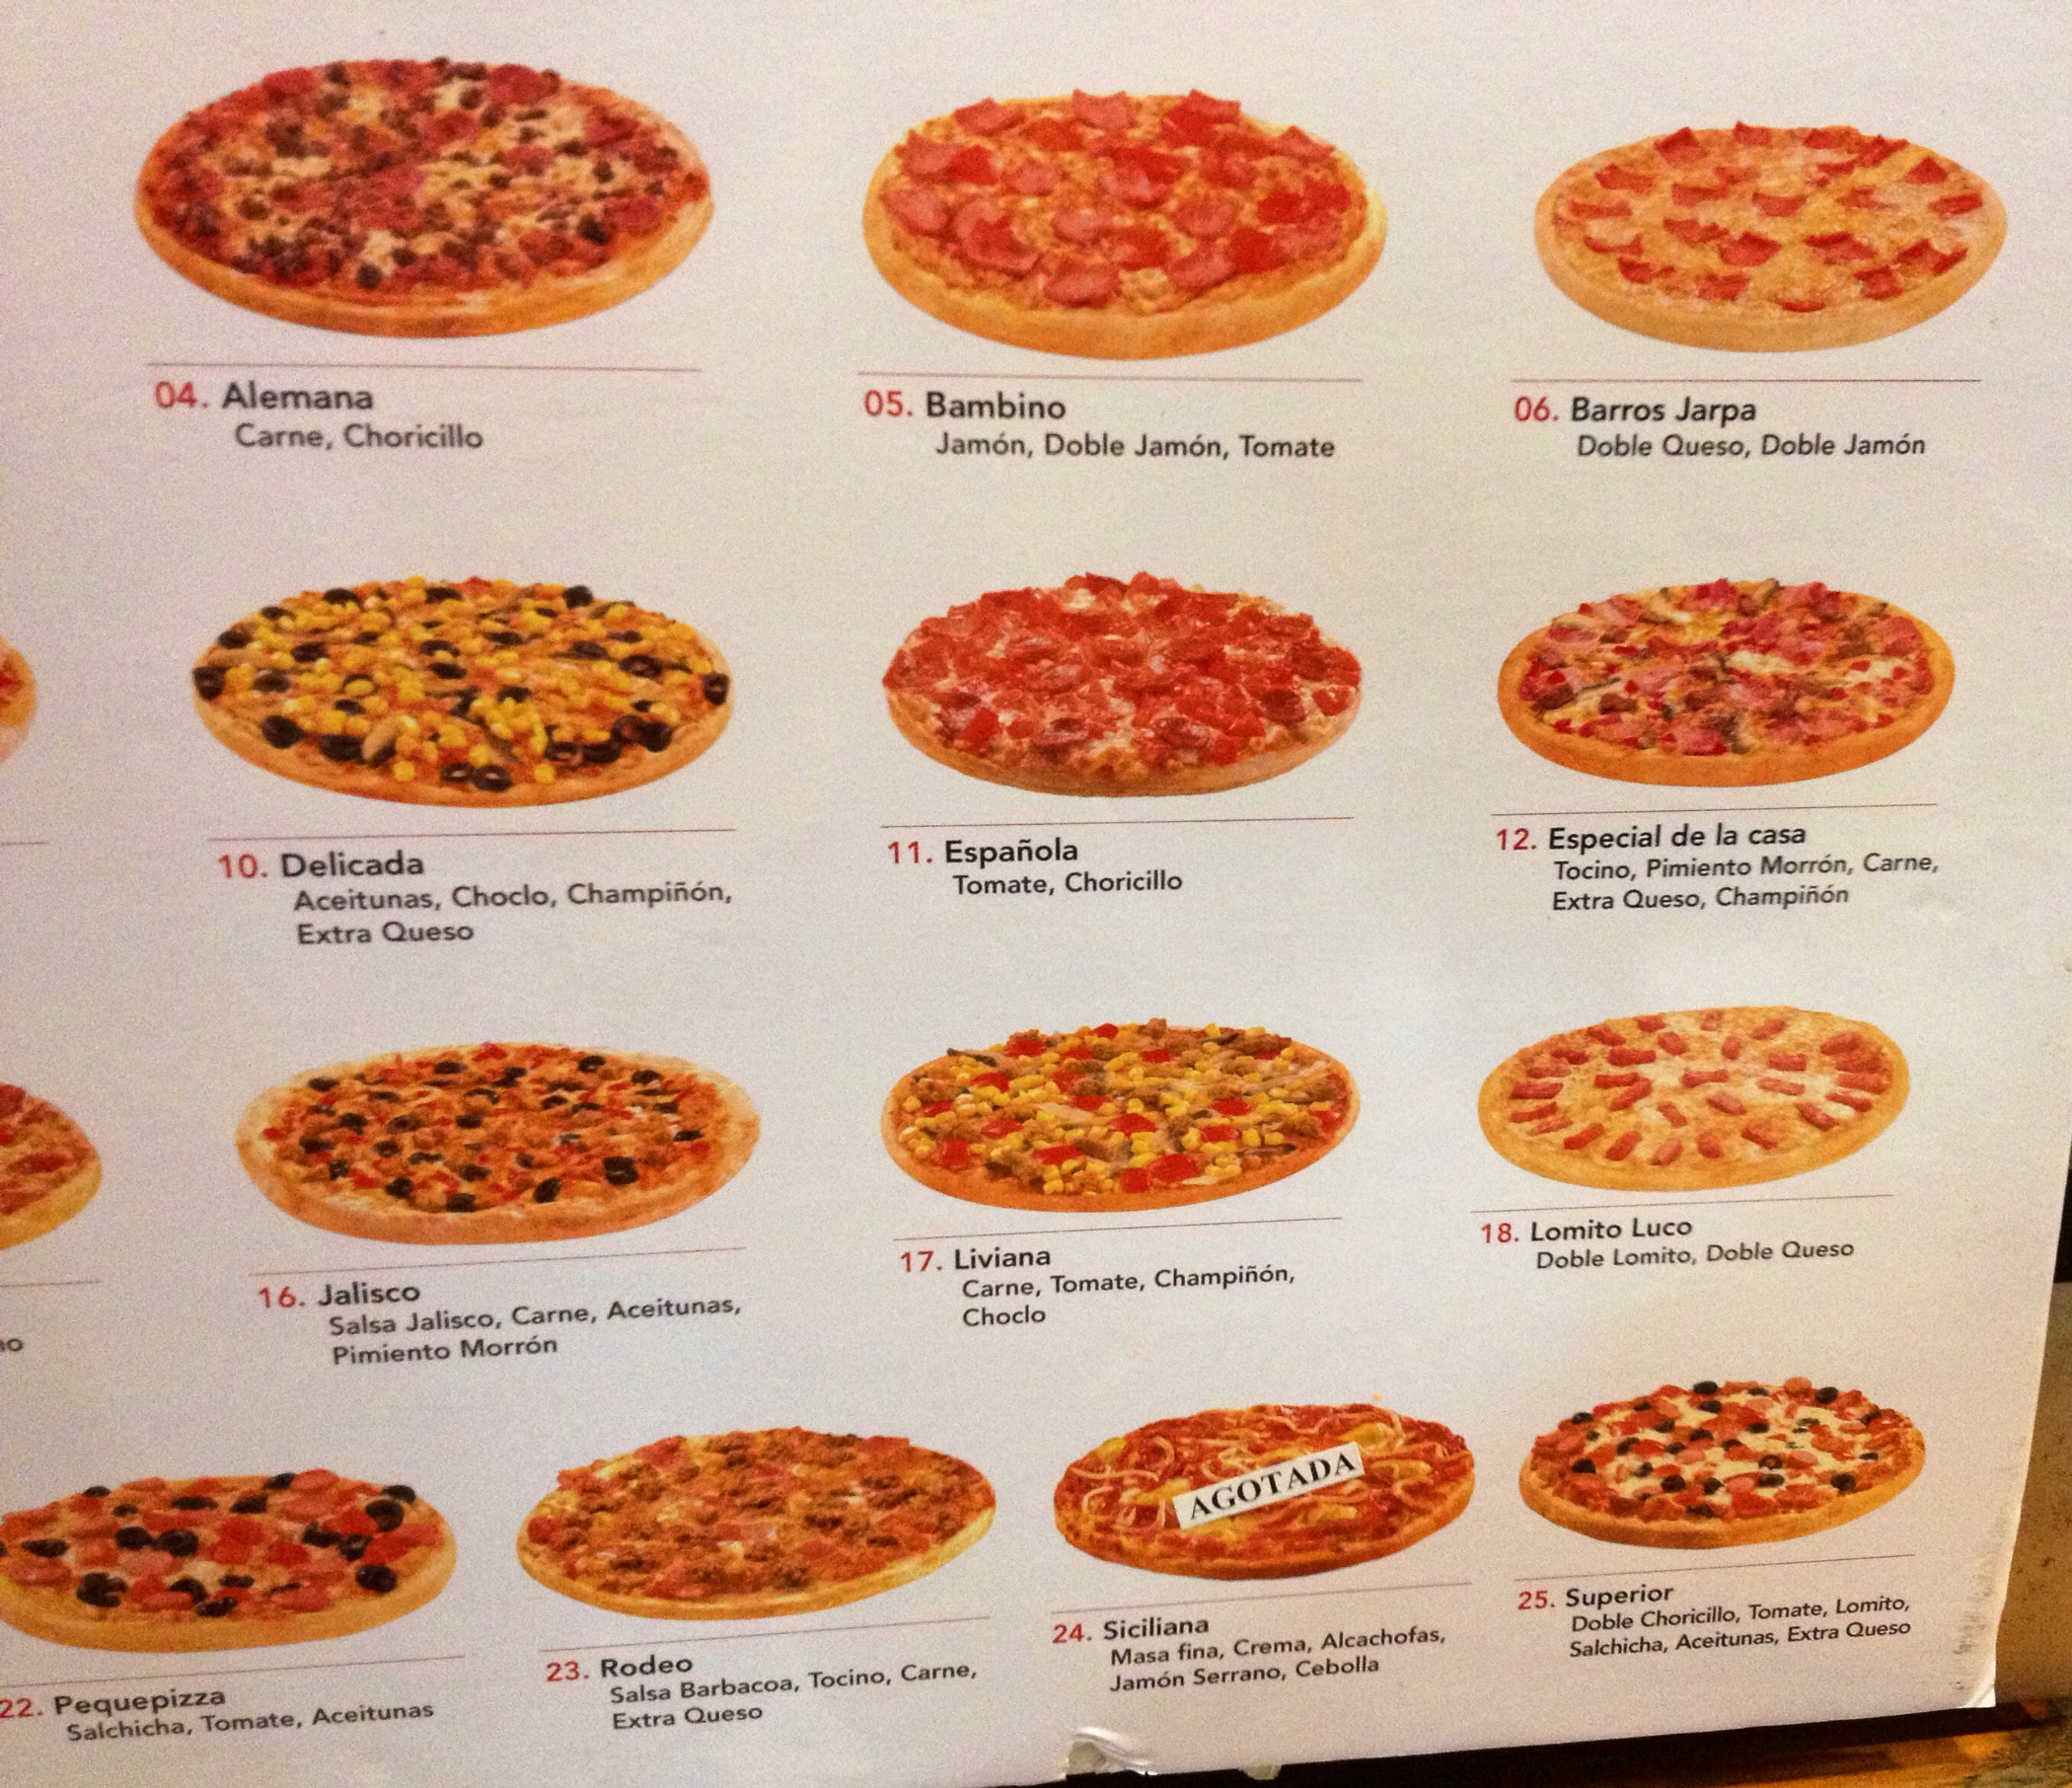 04. Alemana
Carne, Choricillo
05. Bambino
Jamón, Doble Jamón, Tomate
06. Barros Jarpa
Doble Queso, Doble Jamón
10. Delicada
Aceitunas, Choclo, Champiñón,
Extra Queso
11. Española
Tomate, Choricillo
12. Especial de la casa
Tocino, Pimiento Morrón, Carne,
Extra Queso, Champiñón
16. Jalisco
Salsa Jalisco, Carne, Aceitunas,
Pimiento Morrón
17. Liviana
Carne, Tomate, Champiñón,
Choclo
18. Lomito Luco
Doble Lomito, Doble Queso
22. Pequepizza
Salchicha, Tomate, Aceitunas
23. Rodeo
Salsa Barbacoa, Tocino, Carne,
Extra Queso
AGOTADA
24. Siciliana
Masa fina, Crema, Alcachofas,
Jamón Serrano, Cebolla
25. Superior
Doble Choricillo, Tomate, Lomito,
Salchicha, Aceitunas, Extra Queso